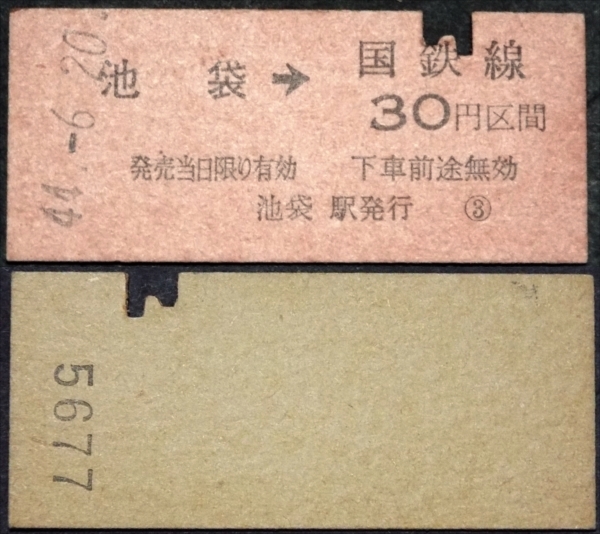 44.-6.20
池袋→国鉄線
30円区間
発売当日限り有効 下車前途無効
池袋駅発行 ③
5677